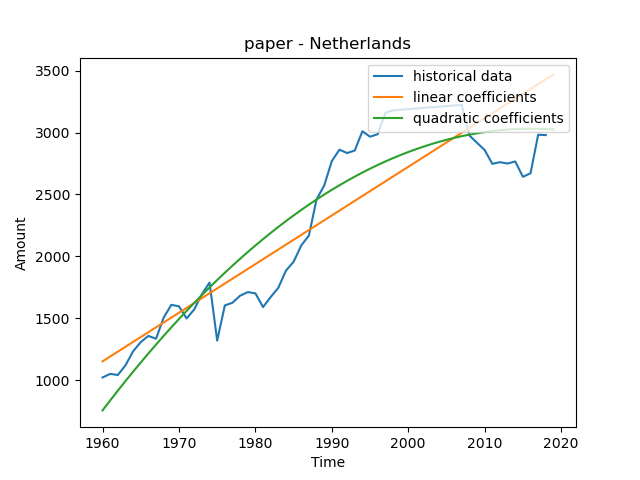 paper - Netherlands
historical data
linear coefficients
quadratic coefficients
3500
3000
2500
2000
1500
1000
Amount
1960 1970 1980 1990 2000 2010 2020
Time